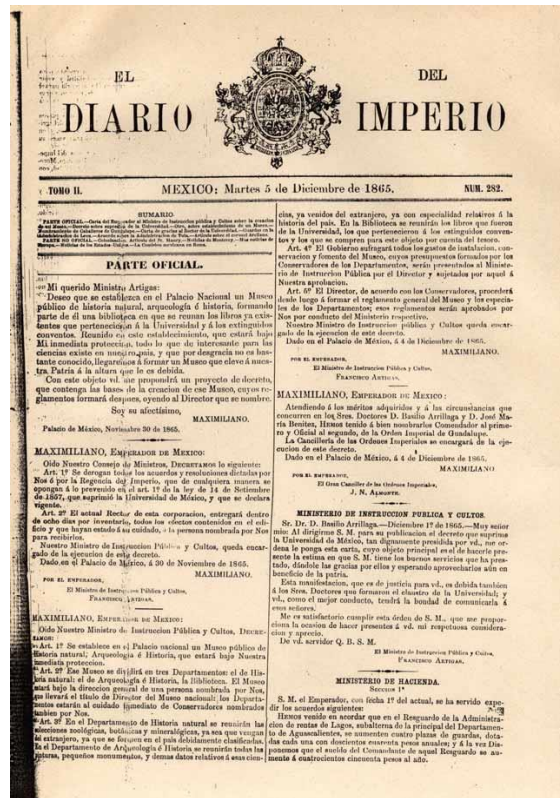 EL DEL
DIARIO IMPERIO
TOMO II. MEXICO: Martes 5 de Diciembre de 1865. NUM. 282.
SUMARIO
PARTE OFICIAL.
Mi querido Ministro Artigas:
Deseo que se establezca en el Palacio Nacional un Museo
público de historia natural, arqueología é historia, formando
parte de él una biblioteca en que se reunan los libros ya exis-
tentes que pertenecieron á la Universidad y á los extinguidos
conventos. Reunido en este establecimiento, que estará bajo
Mi inmediata protección, todo lo que de interesante para las
ciencias existe en nuestro país, y que por desgracia no es bas-
tante conocido, llegarémos á formar un Museo que eleve á nues-
tra Patria á la altura que le es debida.
Con este objeto vd. me propondrá un proyecto de decreto,
que contenga las bases de la creacion de ese Museo, cuyos re-
glamentos formará despues, oyendo al Director que se nombre.
Soy su afectísimo,
MAXIMILIANO.
Palacio de México, Noviembre 30 de 1865.
MAXIMILIANO, EMPERADOR DE MEXICO:
Oido Nuestro Consejo de Ministros, DECRETAMOS lo siguiente:
Art. 1º Se derogan todos los acuerdos y resoluciones dictadas por
Nos ó por la Regencia del Imperio, que de cualquiera manera se
opongan á lo prevenido en el art. 1º de la ley de 14 de Setiembre
de 1857, que suprimió la Universidad de México, y que se declara
vigente.
Art. 2º El actual Rector de esta corporacion, entregará dentro
de ocho dias por inventario, todos los efectos contenidos en el edi-
ficio y que hayan estado á su cuidado, á la persona nombrada por Nos
para recibirlos.
Nuestro Ministro de Instruccion Pública y Cultos, queda encar-
gado de la ejecucion de este decreto.
Dado en el Palacio de México, á 30 de Noviembre de 1865.
MAXIMILIANO.
POR EL EMPERADOR,
El Ministro de Instruccion Pública y Cultos,
FRANCISCO ARTIGAS.
MAXIMILIANO, EMPERADOR DE MEXICO:
Oido Nuestro Ministro de Instruccion Pública y Cultos, DECRE-
TAMOS:
Art. 1º Se establece en el Palacio nacional un Museo público de
Historia natural, Arqueología é Historia, que estará bajo Nuestra
inmediata proteccion.
Art. 2º Ese Museo se dividirá en tres Departamentos: el de His-
toria natural: el de Arqueología é Historia, la Biblioteca. El Museo
estará bajo la direccion general de una persona nombrada por Nos,
que llevará el título de Director del Museo nacional: los Departa-
mentos estarán al cuidado inmediato de Conservadores nombrados
tambien por Nos.
Art. 3º En el Departamento de Historia natural se reunirán las
colecciones zoológicas, botánicas y mineralógicas, ya sea que vengan
del extranjero, ya que se formen en el país debidamente clasificadas.
En el Departamento de Arqueología é Historia se reunirán todas las
pinturas, pequeños monumentos, y demas datos relativos á esas cien-
cias, ya venidos del extranjero, ya con especialidad relativos á la
historia del país. En la Biblioteca se reunirán los libros que fueron
de la Universidad, los que pertenecieron á los extinguidos conven-
tos y los que se compren para este objeto por cuenta del tesoro.
Art. 4º El Gobierno sufragará todos los gastos de instalacion, con-
servacion y fomento del Museo, cuyos presupuestos formados por los
Conservadores de los Departamentos, serán presentados al Ministe-
rio de Instruccion Pública por el Director y sujetados por aquel á
Nuestra aprobacion.
Art. 5º El Director, de acuerdo con los Conservadores, procederá
desde luego á formar el reglamento general del Museo y los especia-
les de los Departamentos; esos reglamentos serán aprobados por
Nos por conducto del Ministerio respectivo.
Nuestro Ministro de Instruccion Pública y Cultos queda encar-
gado de la ejecucion de este decreto.
Dado en el Palacio de México, á 4 de Diciembre de 1865.
MAXIMILIANO.
POR EL EMPERADOR,
El Ministro de Instruccion Pública y Cultos,
FRANCISCO ARTIGAS.
MAXIMILIANO, EMPERADOR DE MEXICO:
Atendiendo á los méritos adquiridos y á las circunstancias que
concurren en los Sres. Doctores D. Basilio Arrillaga y D. José Ma-
ría Benitez, HEMOS tenido á bien nombrarlos Comendador al prime-
ro y Oficial al segundo, de la Orden Imperial de Guadalupe.
La Cancillería de las Ordenes Imperiales se encargará de la eje-
cucion de este decreto.
Dado en el Palacio de México, á 4 de Diciembre de 1865.
MAXIMILIANO
POR EL EMPERADOR,
El Gran Canciller de las Ordenes Imperiales,
J. N. ALMONTE.
MINISTERIO DE INSTRUCCION PUBLICA Y CULTOS.
Sr. Dr. D. Basilio Arrillaga.—Diciembre 1º de 1865.—Muy señor
mio: Al dirigirme S. M. para su publicacion el decreto que suprime
la Universidad de México, tan dignamente presidida por vd., me or-
dena le ponga esta carta, cuyo objeto principal es el de hacerle pre-
sente la estima en que S. M. tiene los buenos servicios que ha pres-
tado, dándole las gracias por ellos y esperando aprovecharlos aún en
beneficio de la patria.
Esta manifestacion, que es de justicia para vd., es debida tambien
á los Sres. Doctores que formaron el claustro de la Universidad; y
vd., como el mejor conducto, tendrá la bondad de comunicarla á
esos señores.
Me es satisfactorio cumplir esta órden de S. M., que me propor-
ciona la ocasion de hacer presentes á vd. mi respetuosa considera-
cion y aprecio.
De vd. servidor Q. B. S. M.
El Ministro de Instruccion Pública y Cultos,
FRANCISCO ARTIGAS.
MINISTERIO DE HACIENDA.
SECCION 1ª
S. M. el Emperador, con fecha 1º del actual, se ha servido expe-
dir los acuerdos siguientes:
HEMOS venido en acordar que en el Resguardo de la Administra-
cion de rentas de Lagos, subalterna de la principal del Departamen-
to de Aguascalientes, se aumenten cuatro plazas de guardas, dota-
das cada una con doscientos cuarenta pesos anuales; y á la vez Dis-
ponemos que el sueldo del Comandante de aquel Resguardo se au-
mente á cuatrocientos cincuenta pesos al año.